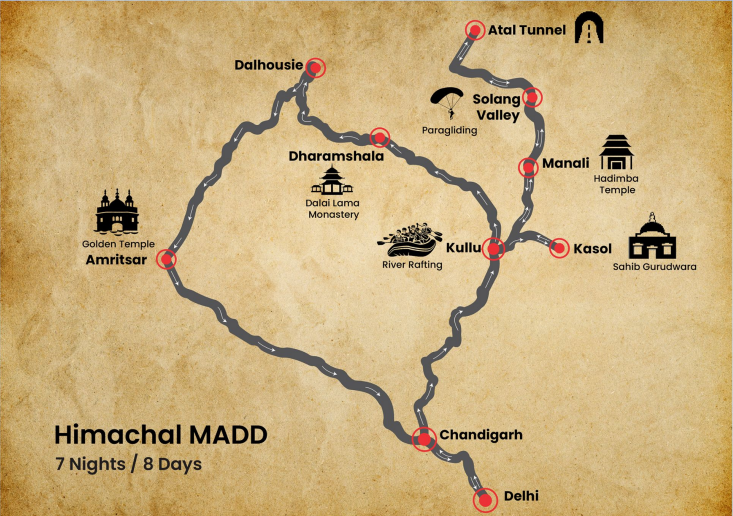 Atal Tunnel
Dalhousie
Solang
Valley
Paragliding
Dharamshala
Manali
Hadimba
Temple
Dalai Lama
Monastery
Golden Temple
Amritsar
Kullu
River Rafting
Kasol
Sahib Gurudwara
Himachal MADD
7 Nights / 8 Days
Chandigarh
Delhi